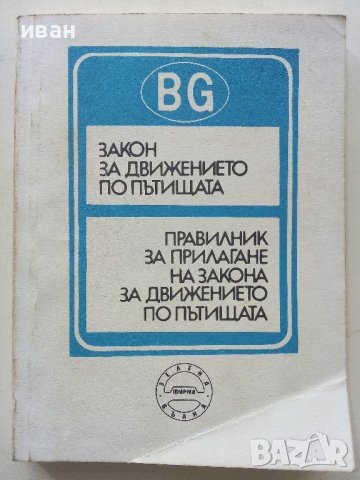 иван
BG
ЗАКОН
ЗА ДВИЖЕНИЕТО
ПО ПЪТИЩАТА
ПРАВИЛНИК
ЗА ПРИЛАГАНЕ
НА ЗАКОНА
ЗА ДВИЖЕНИЕТО
ПО ПЪТИЩАТА
ЗЕЛЕНА
ФИРМА
ВЪЛНА
BAZAR